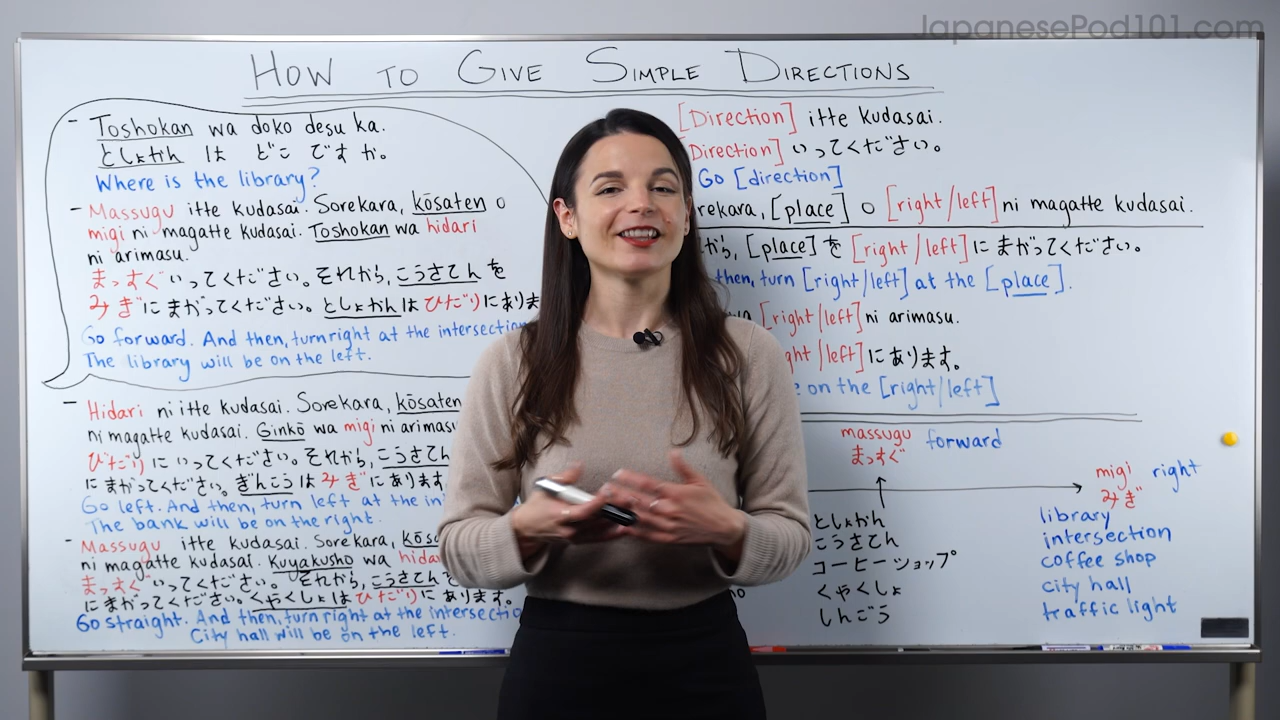 JapanesePod101.com
HOW TO GIVE SIMPLE DIRECTIONS
- Toshokan wa doko desu ka.
としょかん は どこ ですか。
Where is the library?
- Massugu itte kudasai. Sorekara, kōsaten o
migi ni magatte kudasai. Toshokan wa hidari
ni arimasu.
まっすぐ いってください。それから、こうさてんを
みぎに まがってください。としょかんは ひだりにありま
Go forward. And then, turn right at the intersection
The library will be on the left.
- Hidari ni itte kudasai. Sorekara, kōsaten
ni magatte kudasai. Ginkō wa migi ni arimasu
ひだりに いってください。それから、こうさてん
にまがってください。ぎんこうは みぎにあります
Go left. And then, turn left at the in
The bank will be on the right.
- Massugu itte kudasai. Sorekara, kōsa
ni magatte kudasai. Kuyakusho wa hida
まっすぐ いってください。それから、こうさてん
にまがってください。くやくしょは ひだりにあります。
Go straight. And then, turn right at the intersectio
City hall will be on the left.
[Direction] itte kudasai.
Direction] いってください。
Go [direction]
rekara, [place] o [right/left] ni magatte kudasai.
から、[place] を [right/left] に まがってください。
then, turn [right/left] at the [place].
wa [right/left] ni arimasu.
ght/left] にあります。
e on the [right/left]
massugu forward
まっすぐ
migi right
みぎ
としょかん library
こうさてん intersection
コーヒーショップ coffee shop
くやくしょ city hall
しんごう traffic light